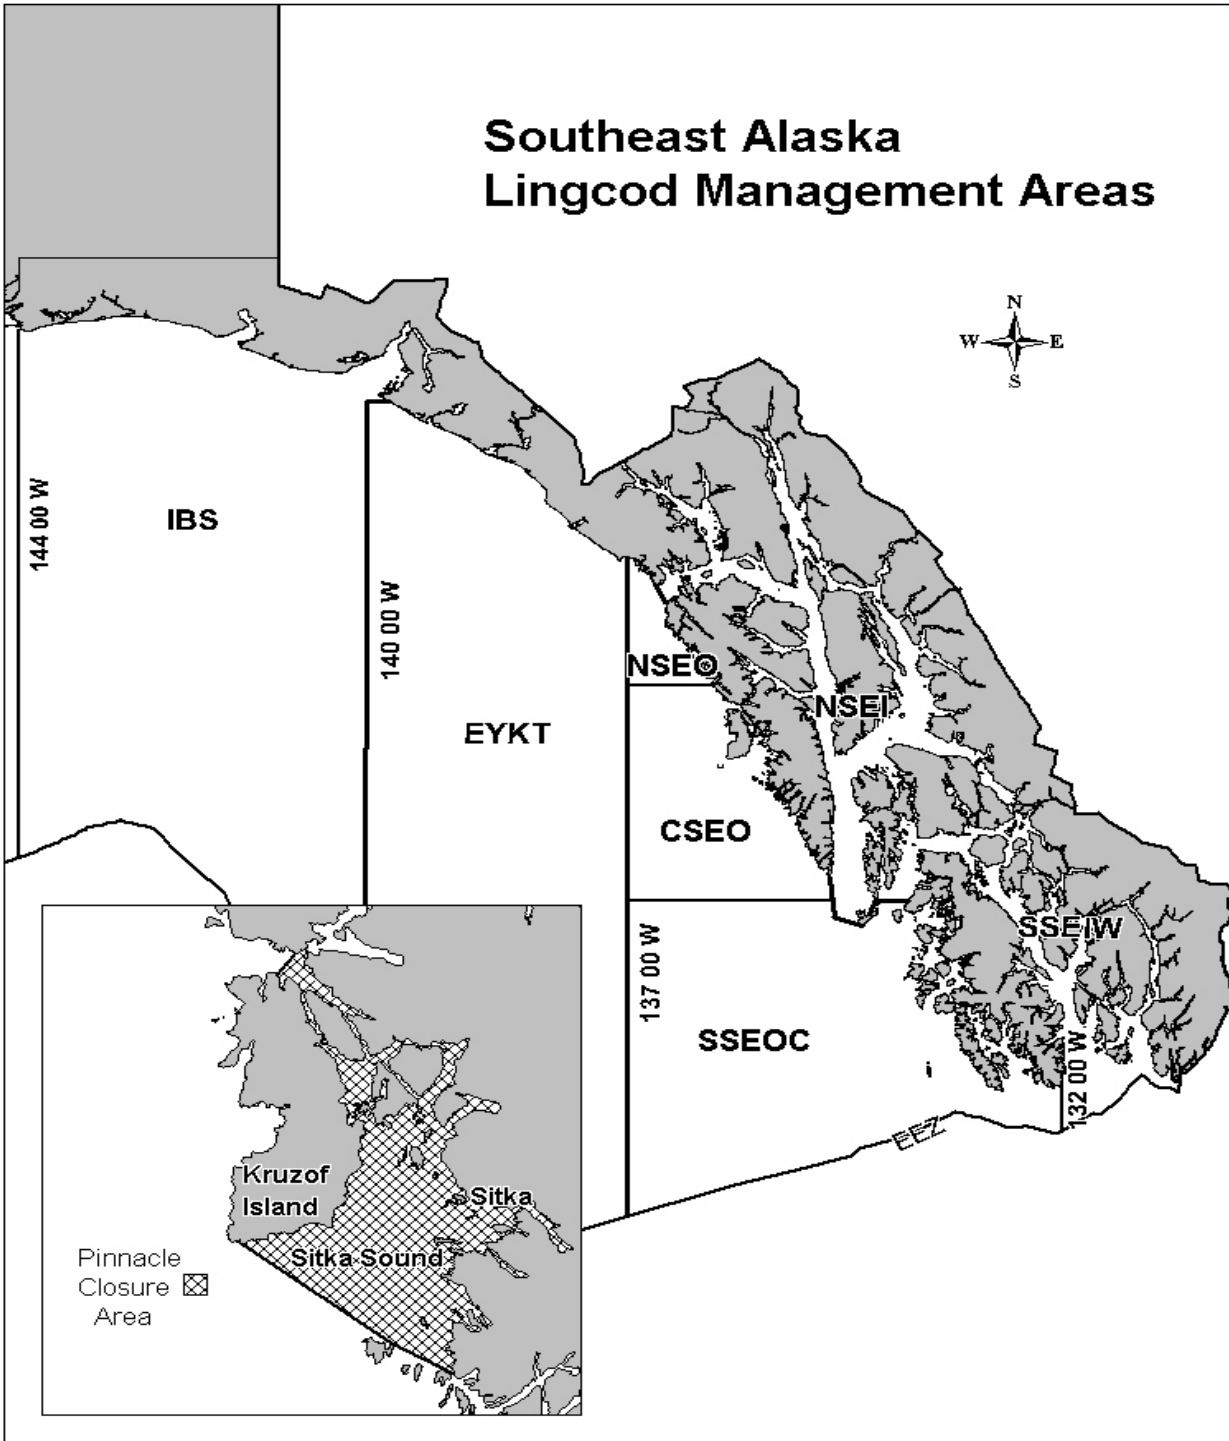 Southeast Alaska
Lingcod Management Areas
N
W E
S
144 00 W
IBS
140 00 W
EYKT
NSEO
NSEI
CSEO
137 00 W
SSEOC
SSEIW
132 00 W
EEZ
Kruzof
Island
Sitka
Sitka Sound
Pinnacle
Closure
Area